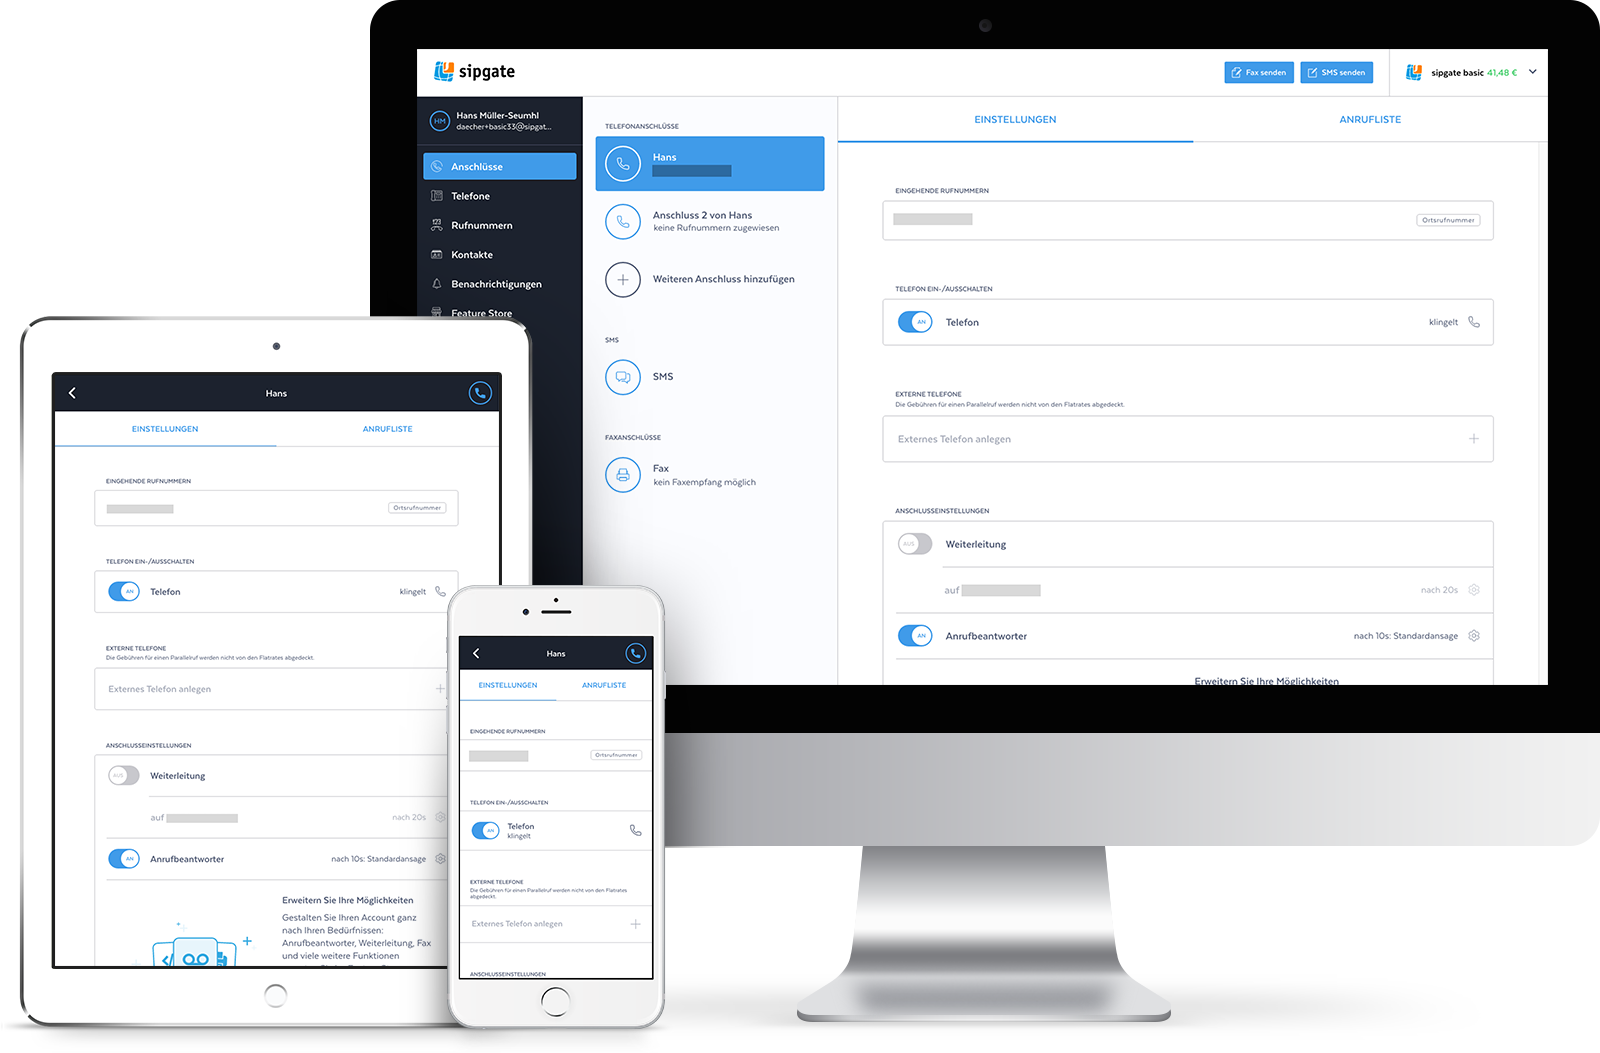 sipgate
Fax senden
SMS senden
sipgate basic 41,48 €
HM
Hans Müller-Seumhl
daecher+basic33@sipgat...
Anschlüsse
Telefone
Rufnummern
Kontakte
Benachrichtigungen
Feature Store
TELEFONANSCHLÜSSE
Hans
Anschluss 2 von Hans
keine Rufnummern zugewiesen
Weiteren Anschluss hinzufügen
SMS
SMS
FAXANSCHLÜSSE
Fax
kein Faxempfang möglich
EINSTELLUNGEN
ANRUFLISTE
EINGEHENDE RUFNUMMERN
Ortsrufnummer
TELEFON EIN-/AUSSCHALTEN
AN
Telefon
klingelt
EXTERNE TELEFONE
Die Gebühren für einen Parallelruf werden nicht von den Flatrates abgedeckt.
Externes Telefon anlegen
ANSCHLUSSEINSTELLUNGEN
AUS
Weiterleitung
auf
nach 20s
AN
Anrufbeantworter
nach 10s: Standardansage
Erweitern Sie Ihre Möglichkeiten
Hans
EINSTELLUNGEN
ANRUFLISTE
EINGEHENDE RUFNUMMERN
Ortsrufnummer
TELEFON EIN-/AUSSCHALTEN
AN
Telefon
klingelt
EXTERNE TELEFONE
Die Gebühren für einen Parallelruf werden nicht von den Flatrates abgedeckt.
Externes Telefon anlegen
ANSCHLUSSEINSTELLUNGEN
AUS
Weiterleitung
auf
nach 20s
AN
Anrufbeantworter
nach 10s: Standardansage
Erweitern Sie Ihre Möglichkeiten
Gestalten Sie Ihren Account ganz
nach Ihren Bedürfnissen:
Anrufbeantworter, Weiterleitung, Fax
und viele weitere Funktionen
Hans
EINSTELLUNGEN
ANRUFLISTE
EINGEHENDE RUFNUMMERN
Ortsrufnummer
TELEFON EIN-/AUSSCHALTEN
AN
Telefon
klingelt
EXTERNE TELEFONE
Die Gebühren für einen Parallelruf werden nicht von den Flatrates
abgedeckt.
Externes Telefon anlegen
ANSCHLUSSEINSTELLUNGEN